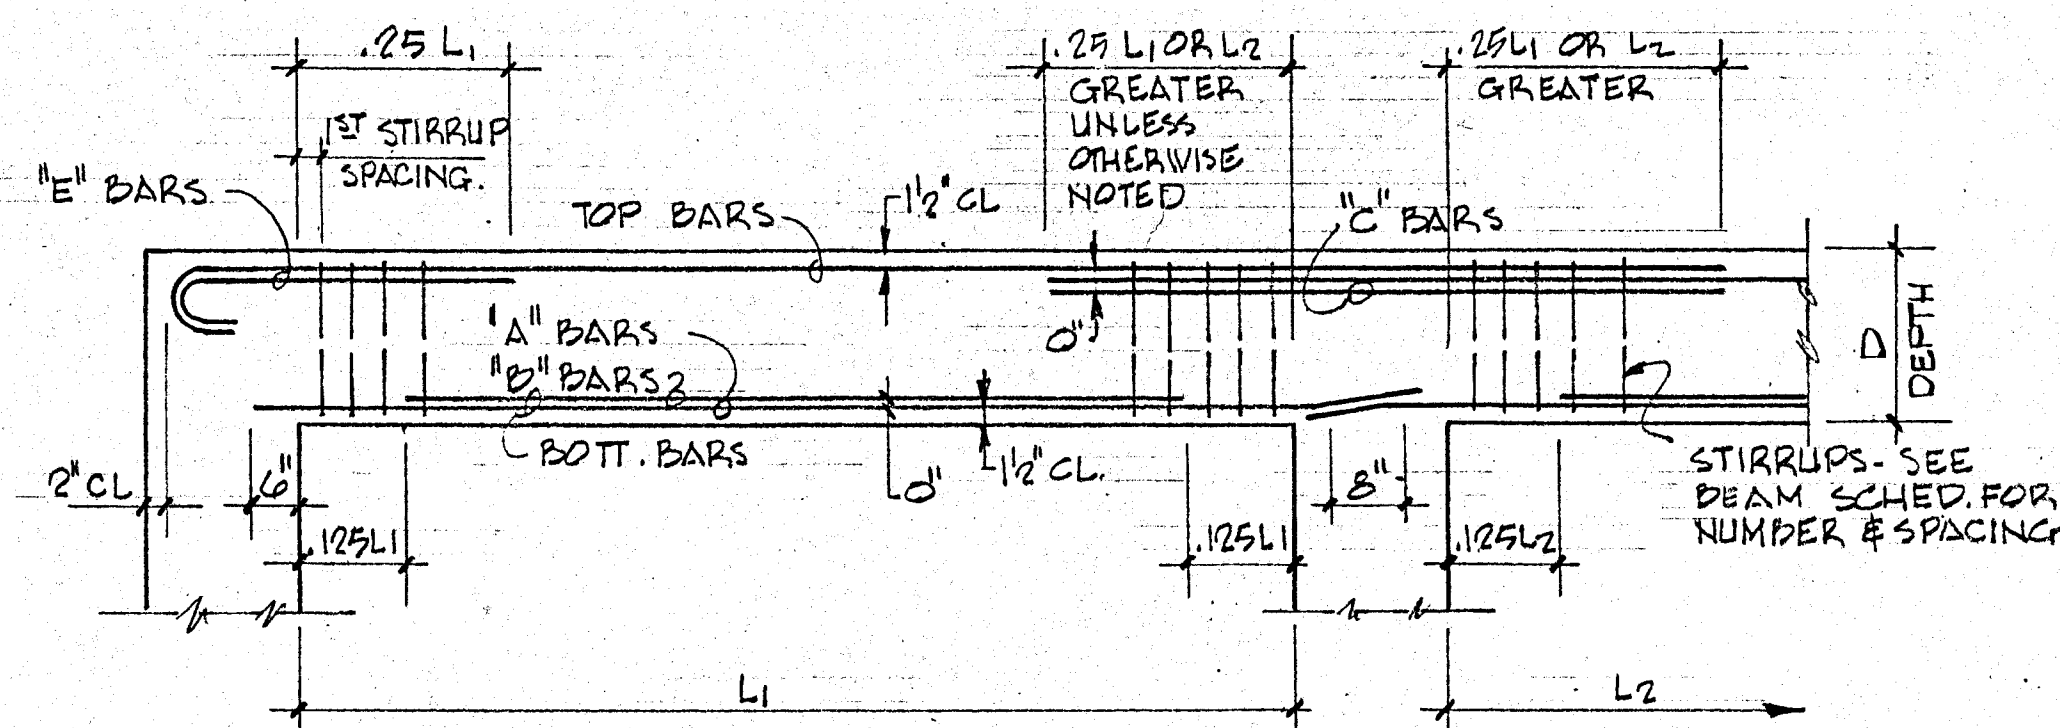 .25 L1
.25 L1 OR L2
GREATER
UNLESS
OTHERWISE
NOTED
.25L1 OR L2
GREATER
1ST STIRRUP
SPACING.
"E" BARS
TOP BARS
1½" CL
"C" BARS
"A" BARS
"B" BARS
0"
D
DEPTH
BOTT. BARS
2" CL
6"
0"
1½" CL.
8"
STIRRUPS - SEE
BEAM SCHED. FOR
NUMBER & SPACING
.125L1
.125L1
.125L2
L1
L2